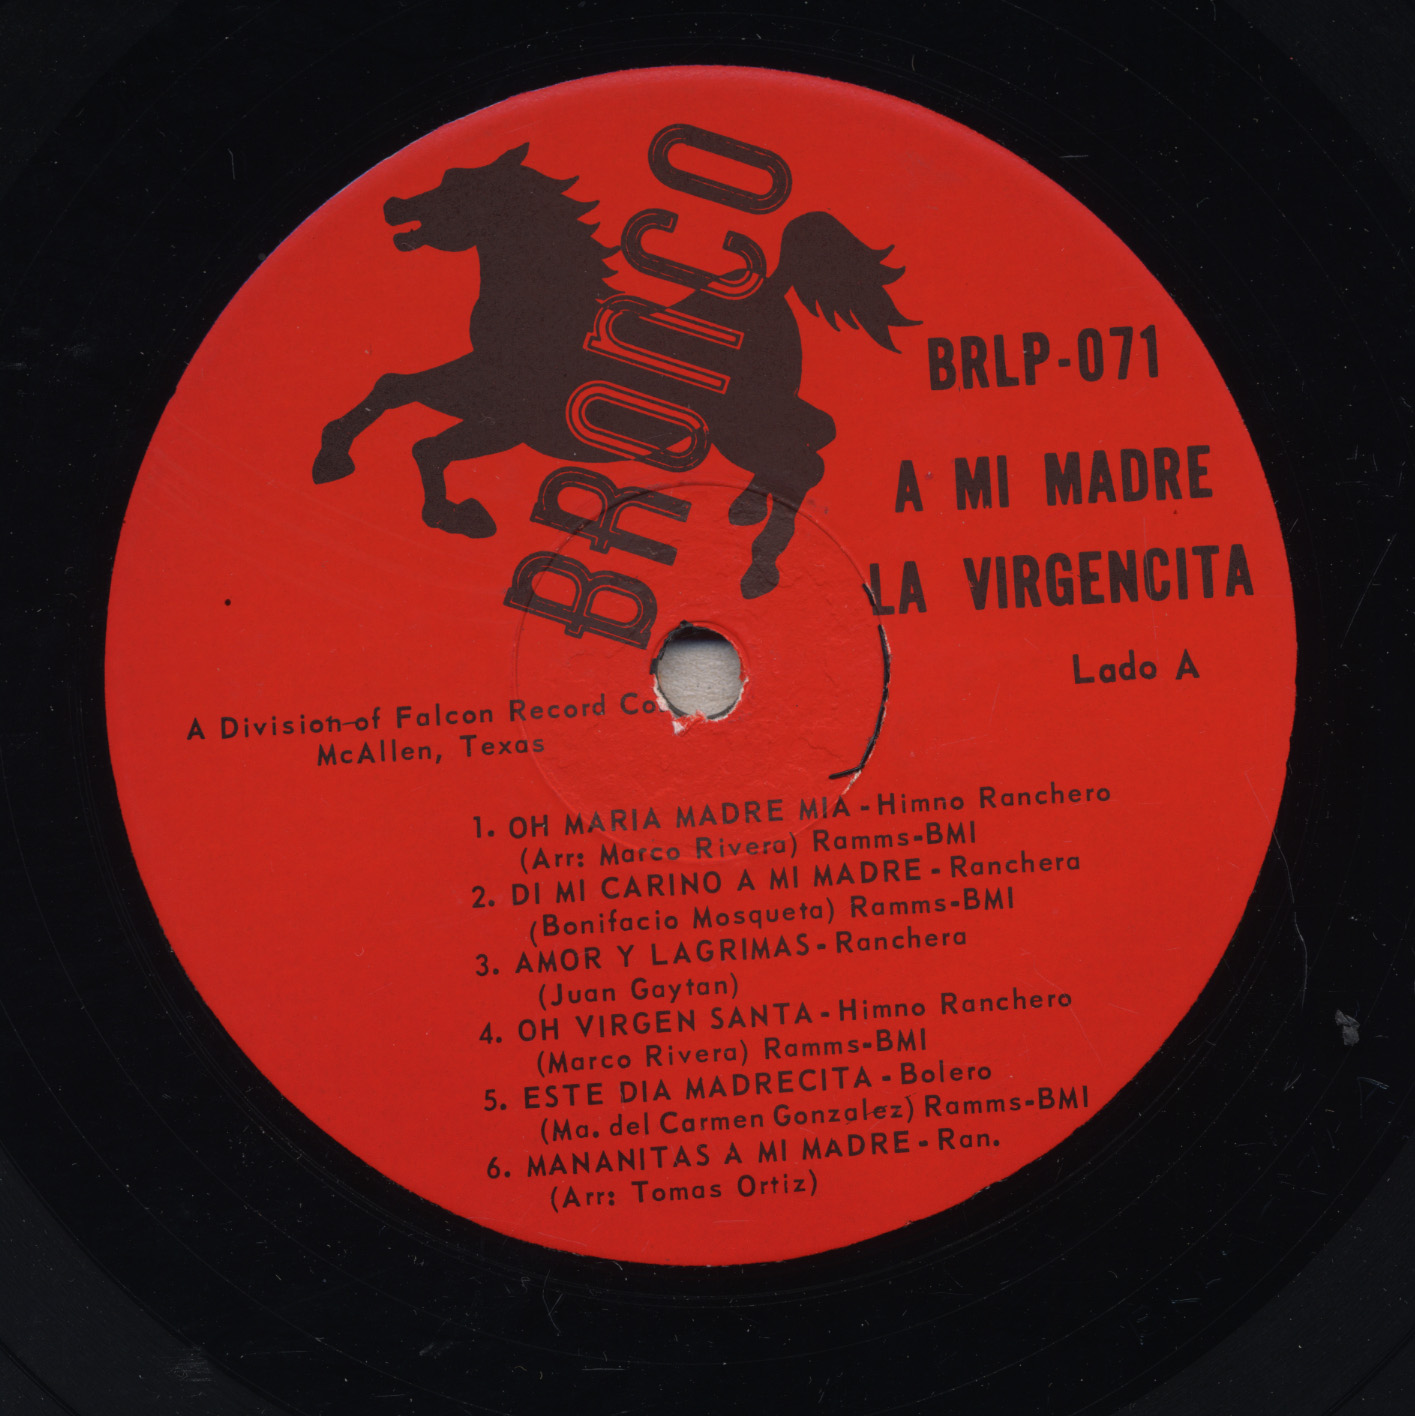 BRONCO
BRLP-071
A MI MADRE
LA VIRGENCITA
Lado A
A Division of Falcon Record Co.
McAllen, Texas
1. OH MARIA MADRE MIA - Himno Ranchero
(Arr: Marco Rivera) Ramms-BMI
2. DI MI CARINO A MI MADRE - Ranchera
(Bonifacio Mosqueta) Ramms-BMI
3. AMOR Y LAGRIMAS - Ranchera
(Juan Gaytan)
4. OH VIRGEN SANTA - Himno Ranchero
(Marco Rivera) Ramms-BMI
5. ESTE DIA MADRECITA - Bolero
(Ma. del Carmen Gonzalez) Ramms-BMI
6. MANANITAS A MI MADRE - Ran.
(Arr: Tomas Ortiz)